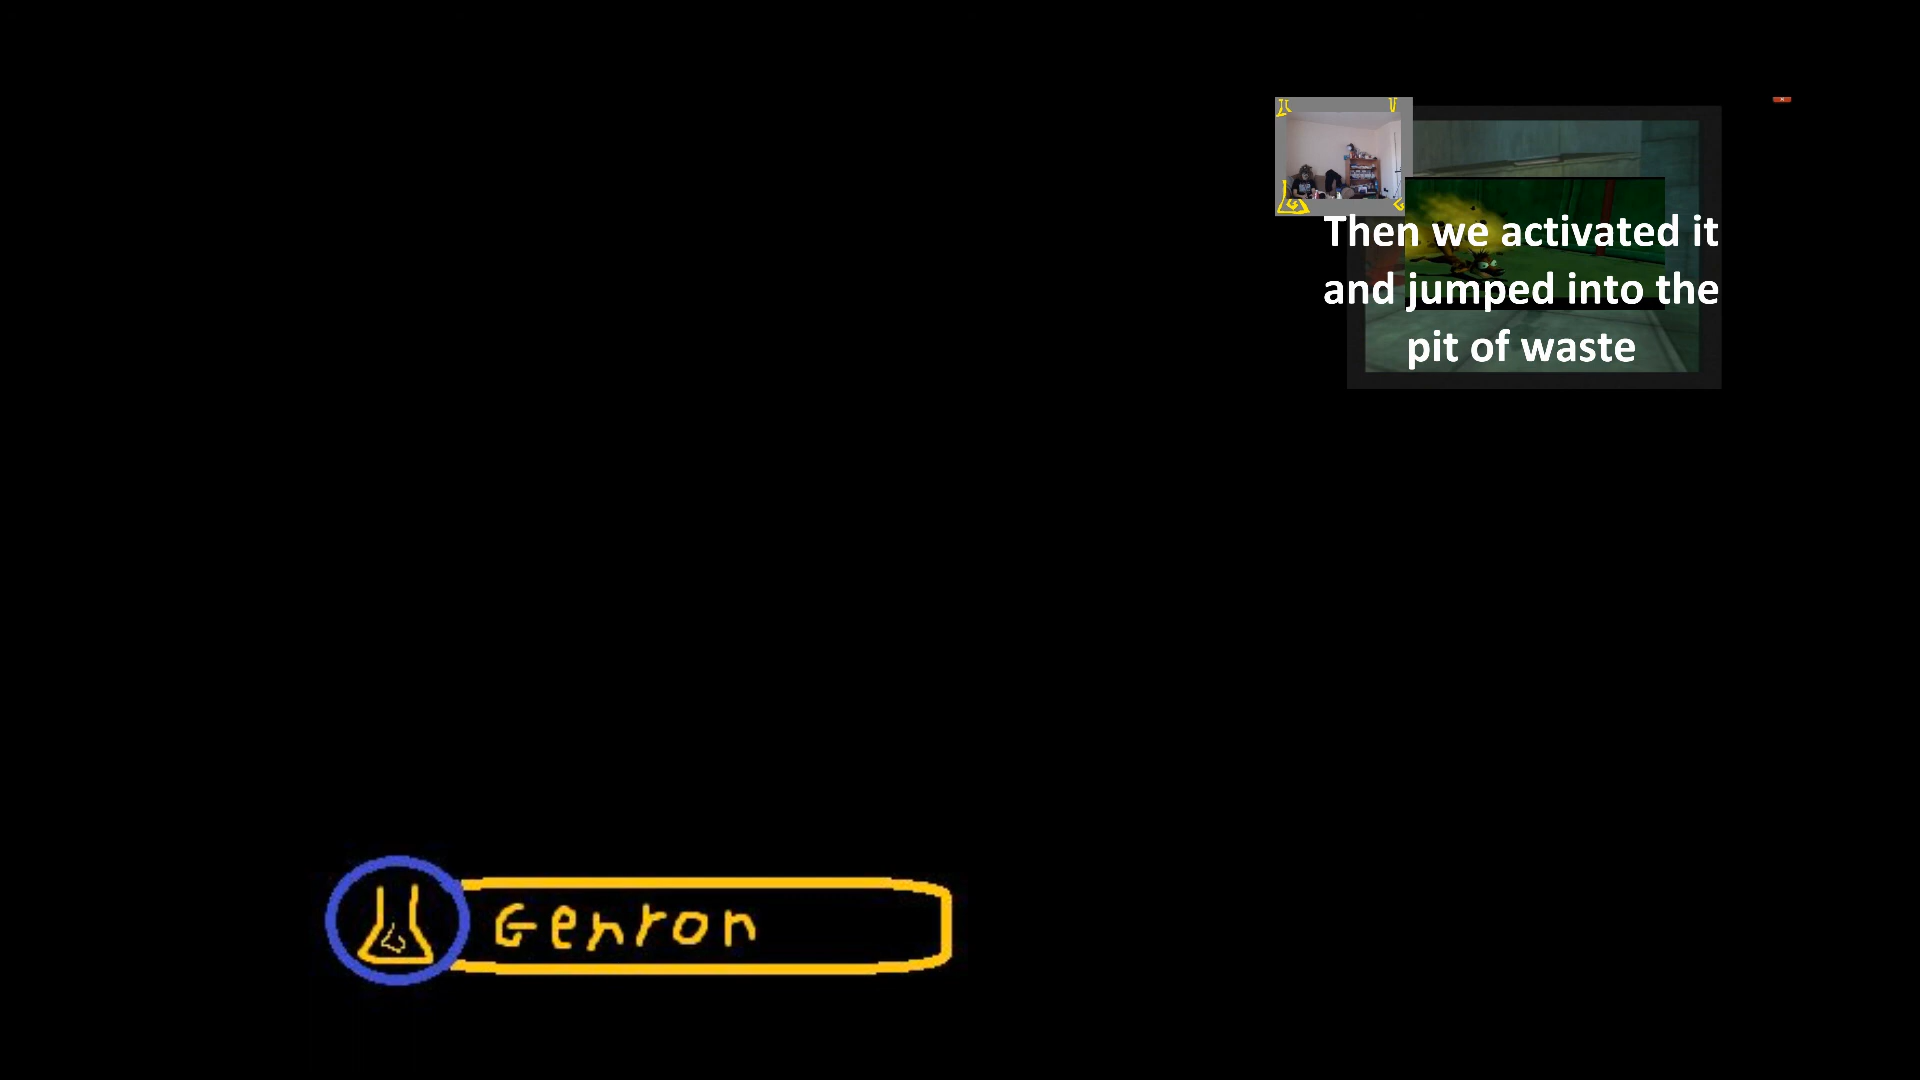 Then we activated it
and jumped into the
pit of waste
Genron